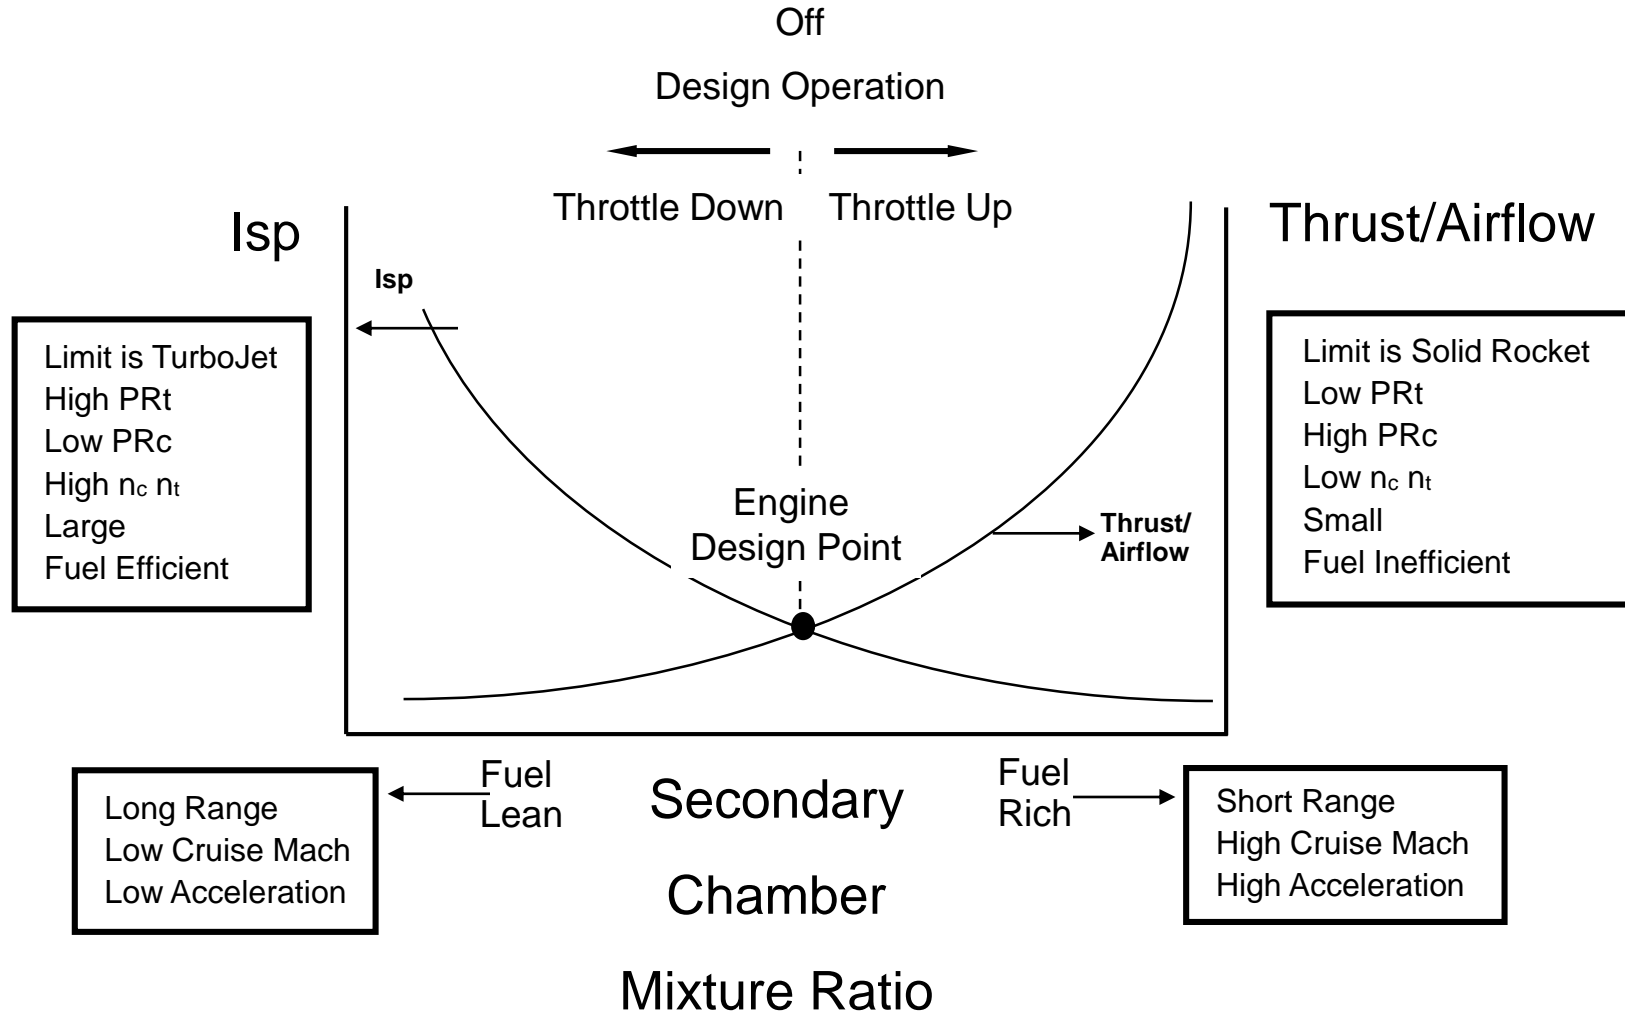 Off
Design Operation
Throttle Down
Throttle Up
Isp
Thrust/Airflow
Isp
Limit is TurboJet
High PRt
Low PRc
High nc nt
Large
Fuel Efficient
Engine
Design Point
Thrust/
Airflow
Limit is Solid Rocket
Low PRt
High PRc
Low nc nt
Small
Fuel Inefficient
Fuel
Lean
Fuel
Rich
Long Range
Low Cruise Mach
Low Acceleration
Secondary
Chamber
Mixture Ratio
Short Range
High Cruise Mach
High Acceleration